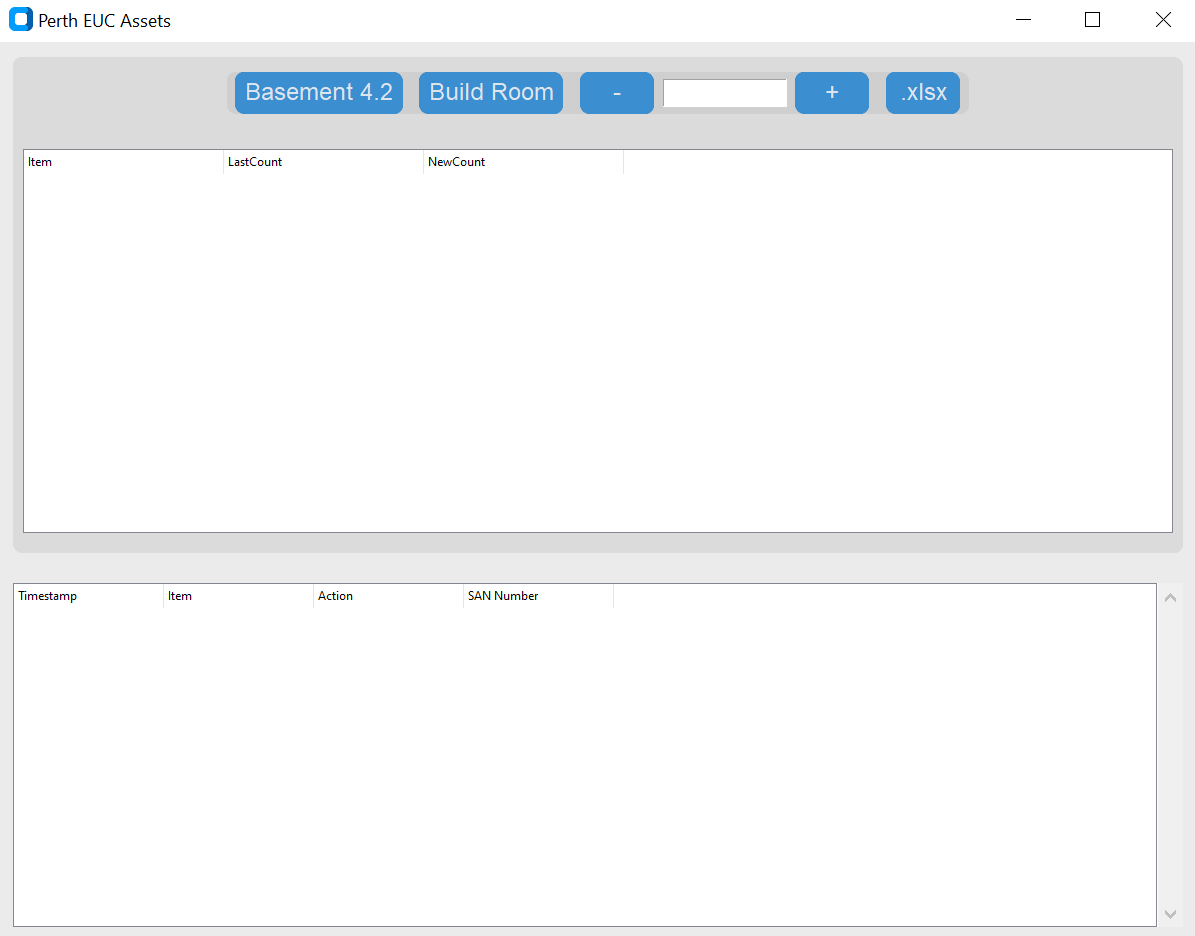 Perth EUC Assets
Basement 4.2 Build Room - + .xlsx
Item LastCount NewCount
Timestamp Item Action SAN Number